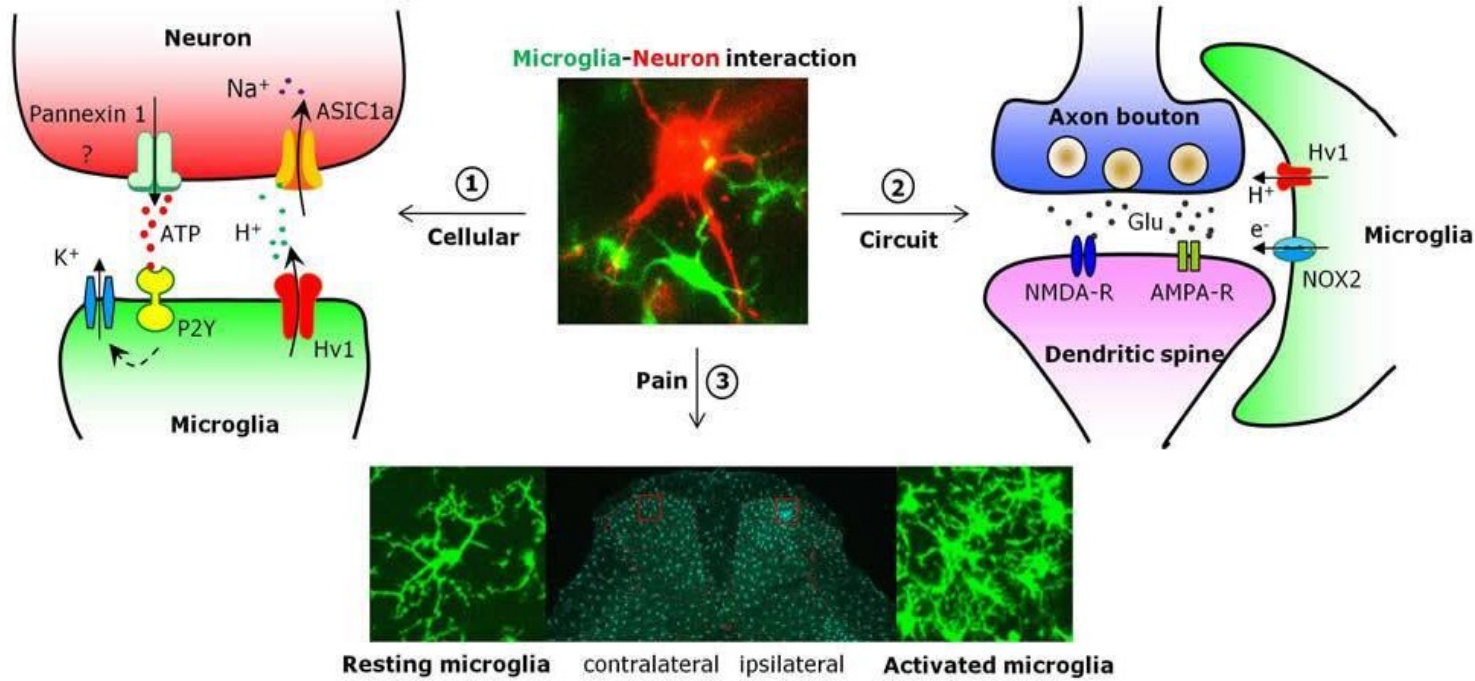 Microglia-Neuron interaction
Neuron
Na⁺
Pannexin 1
ASIC1a
?
ATP
H⁺
K⁺
P2Y
Hv1
Microglia
①
Cellular
②
Circuit
Pain ③
Axon bouton
Hv1
H⁺
Glu
e⁻
Microglia
NOX2
NMDA-R AMPA-R
Dendritic spine
Resting microglia contralateral ipsilateral Activated microglia